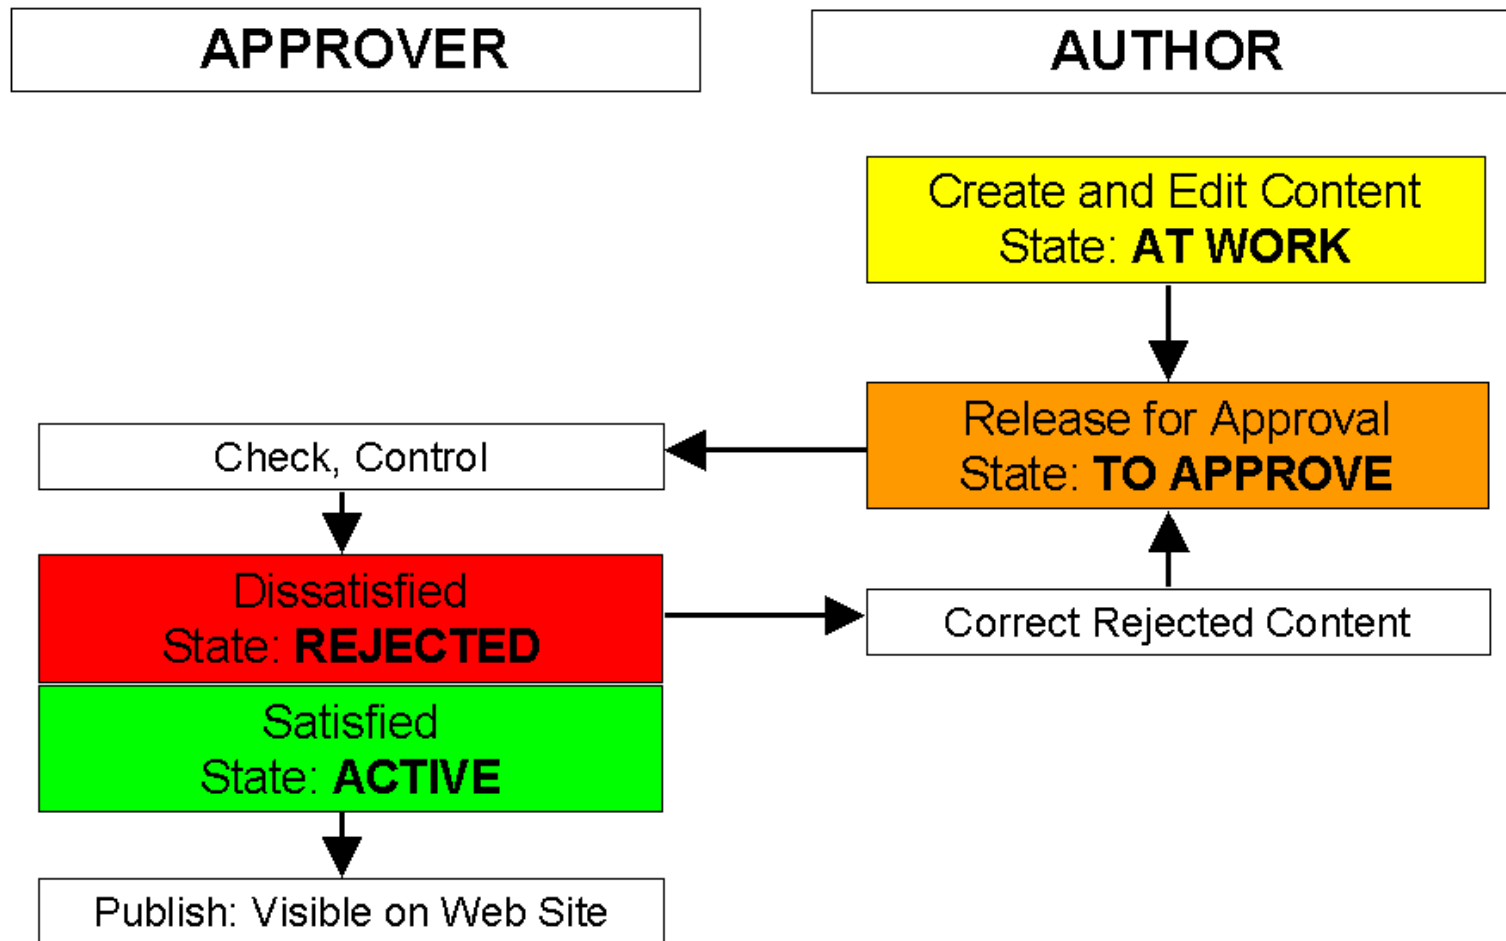 APPROVER
AUTHOR
Create and Edit Content
State: AT WORK
Release for Approval
State: TO APPROVE
Check, Control
Dissatisfied
State: REJECTED
Correct Rejected Content
Satisfied
State: ACTIVE
Publish: Visible on Web Site